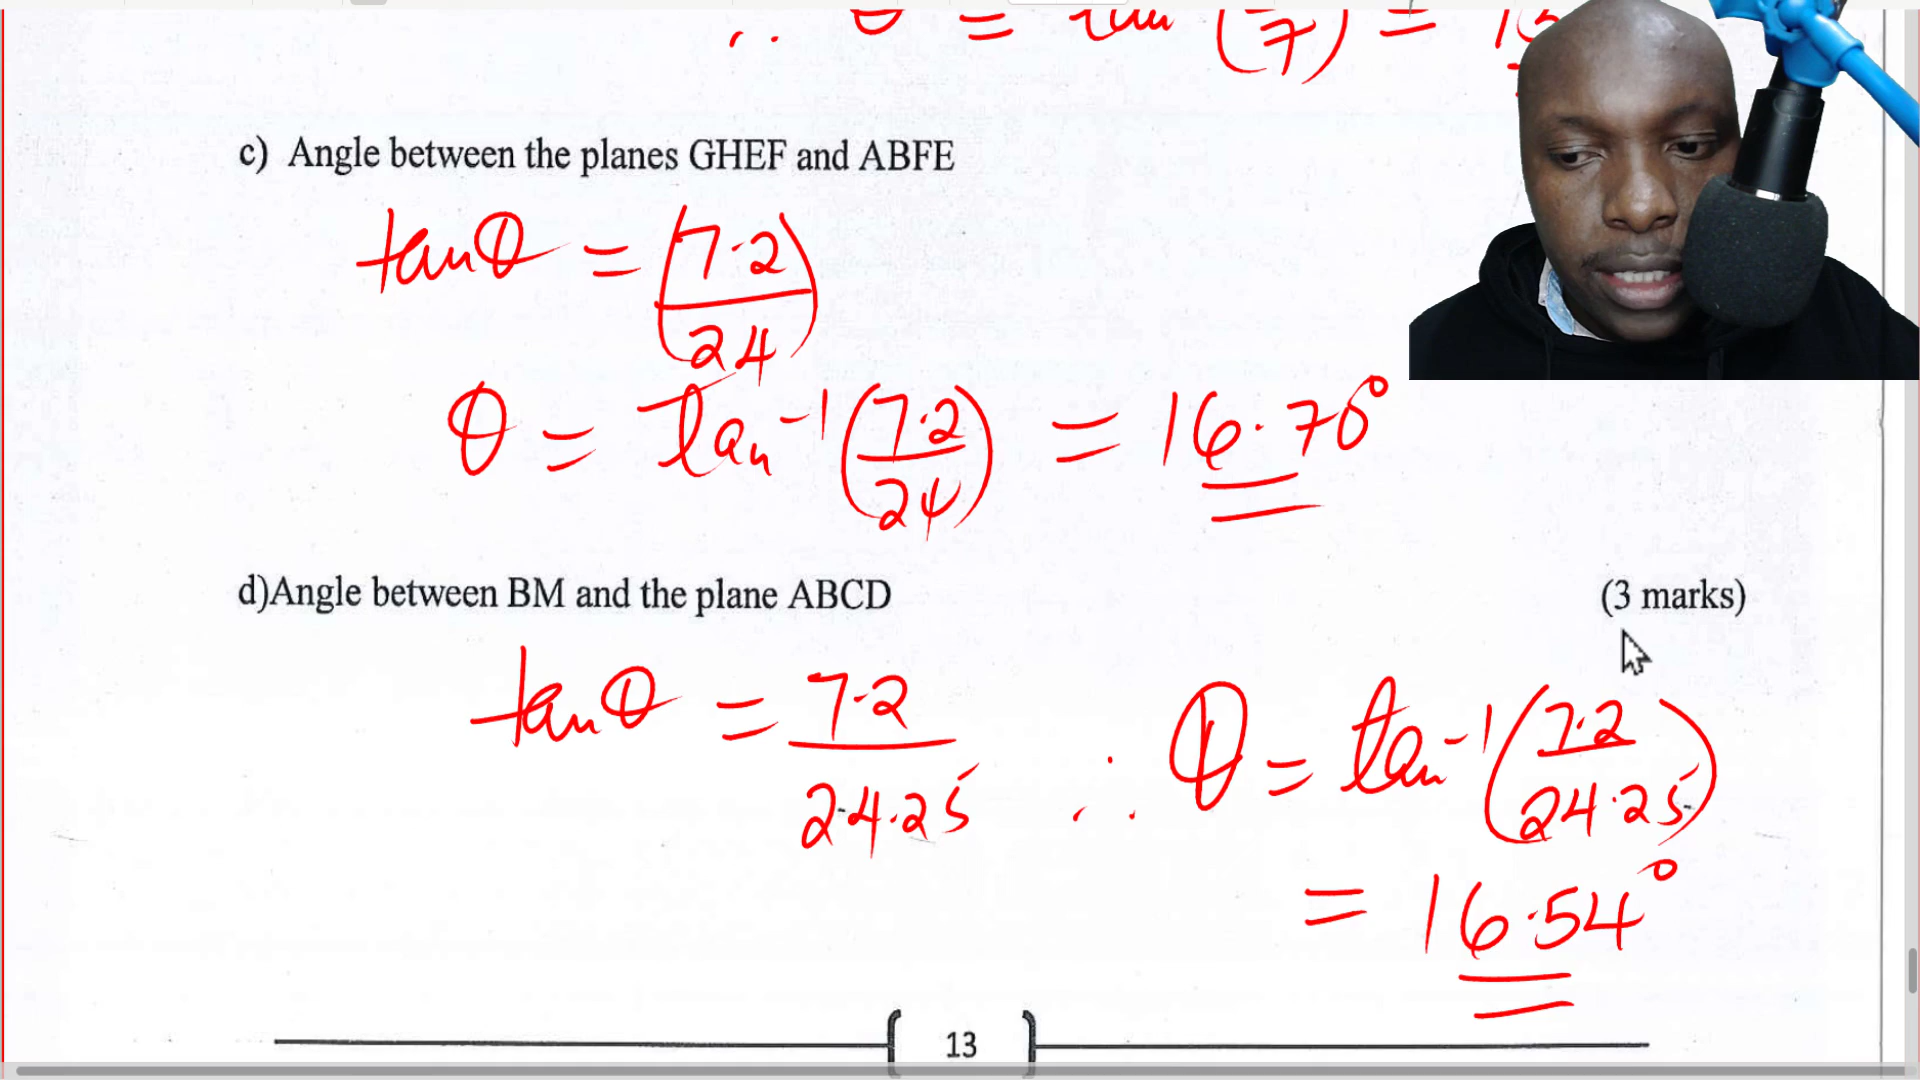 ∴ θ = tan ( /7) =
c) Angle between the planes GHEF and ABFE
tanθ = (7.2/24)
θ = tan⁻¹(7.2/24) = 16.70°
d)Angle between BM and the plane ABCD (3 marks)
tanθ = 7.2/24.25 ∴ θ = tan⁻¹(7.2/24.25)
= 16.54°
13